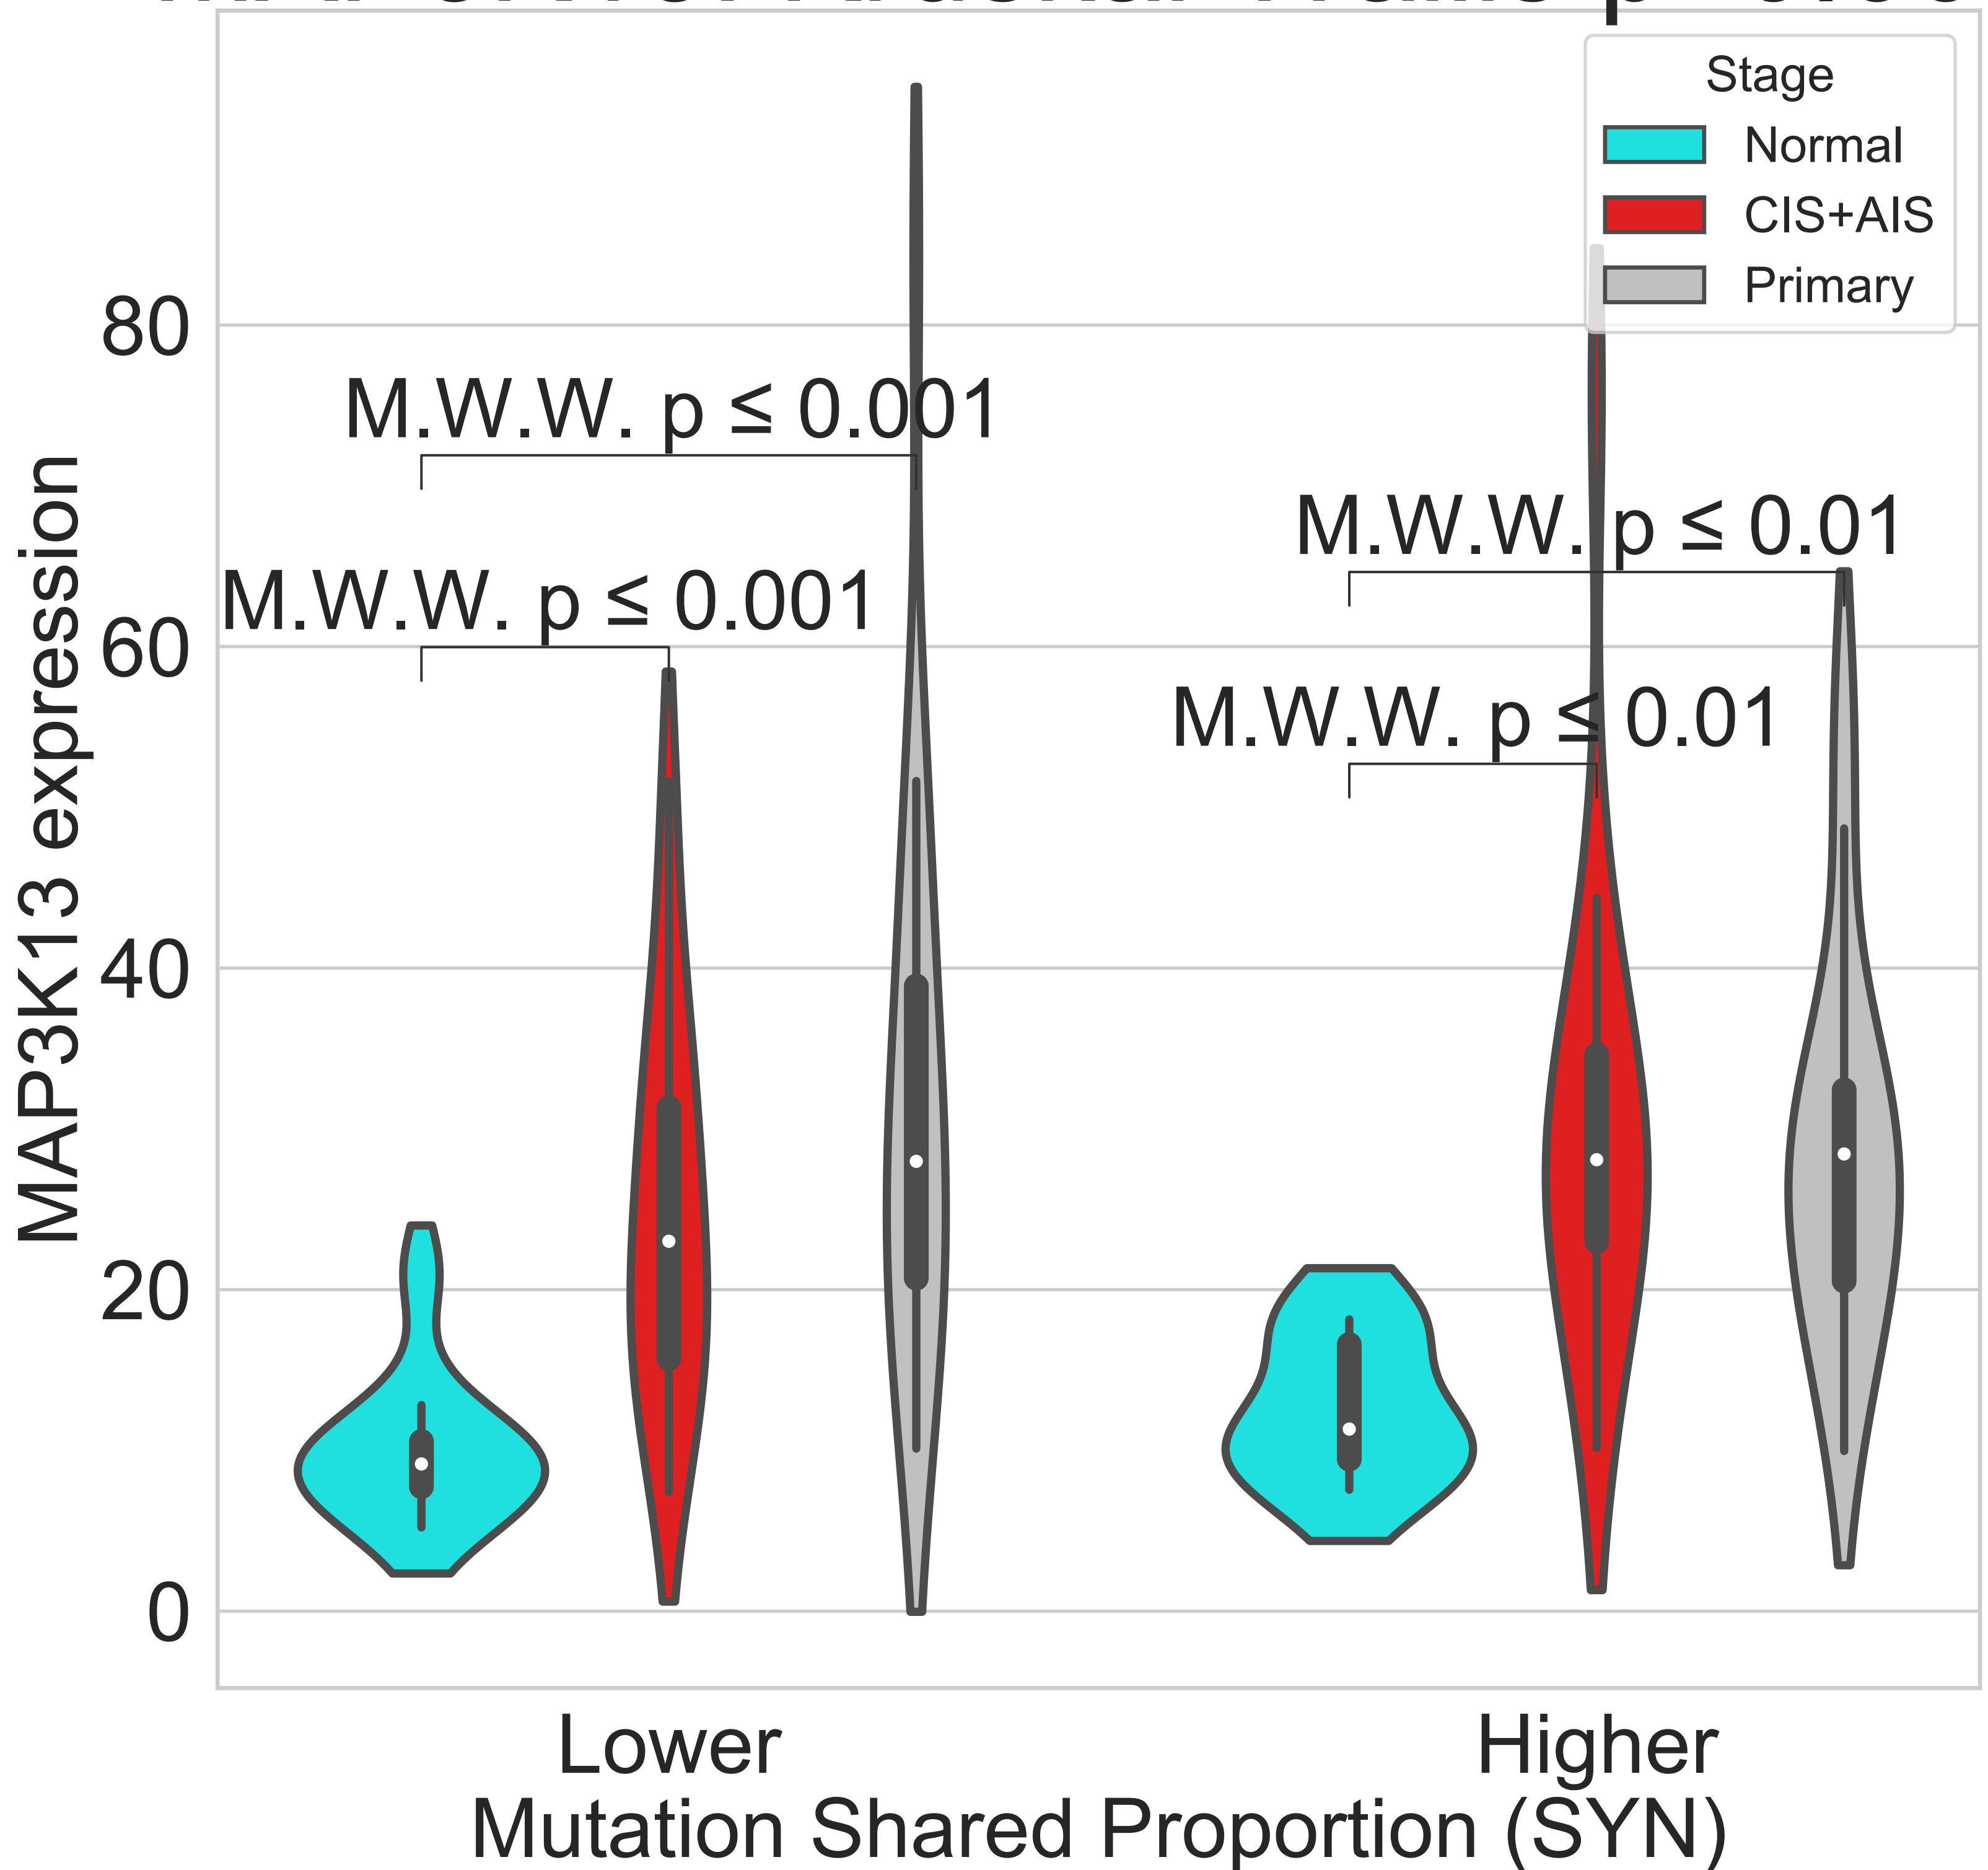 Stage
Normal
CIS+AIS
Primary
80
M.W.W. p ≤ 0.001
M.W.W. p ≤ 0.01
M.W.W. p ≤ 0.001
60
M.W.W. p ≤ 0.01
MAP3K13 expression
40
20
0
Lower
Higher
Mutation Shared Proportion (SYN)